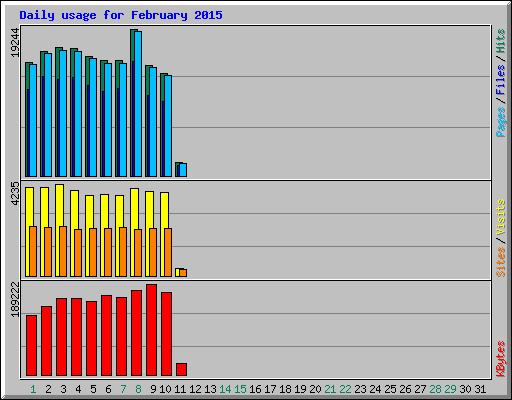 Daily usage for February 2015
19244
Pages / Files / Hits
4235
Sites / Visits
189222
KBytes
1 2 3 4 5 6 7 8 9 10 11 12 13 14 15 16 17 18 19 20 21 22 23 24 25 26 27 28 29 30 31